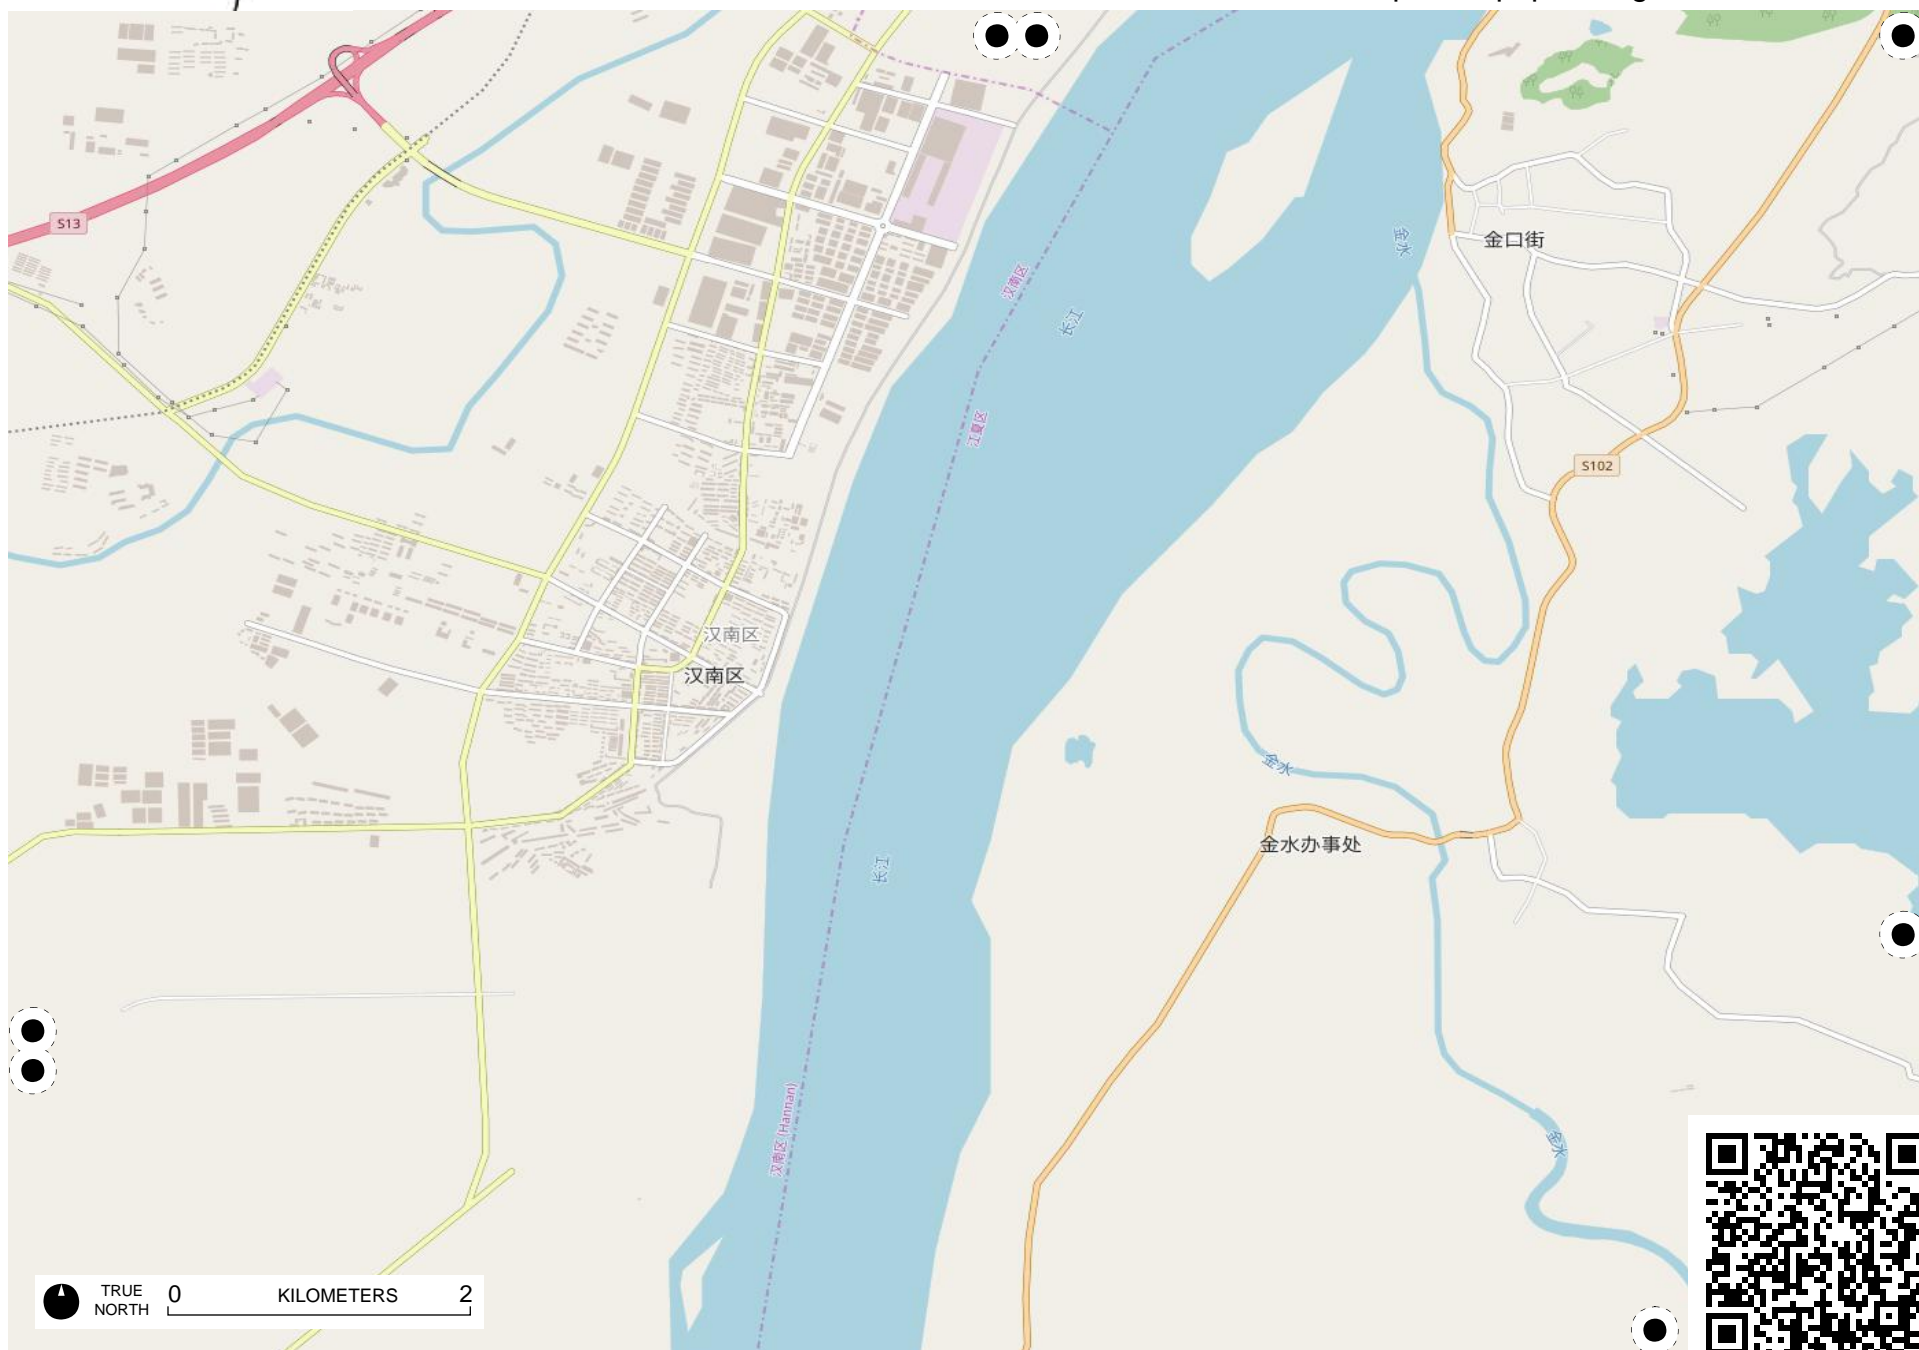 S13
金水
金口街
汉南区
长江
江夏区
S102
汉南区
汉南区
金水
金水办事处
长江
汉南区 (Hannan)
金水
TRUE NORTH
0 KILOMETERS 2